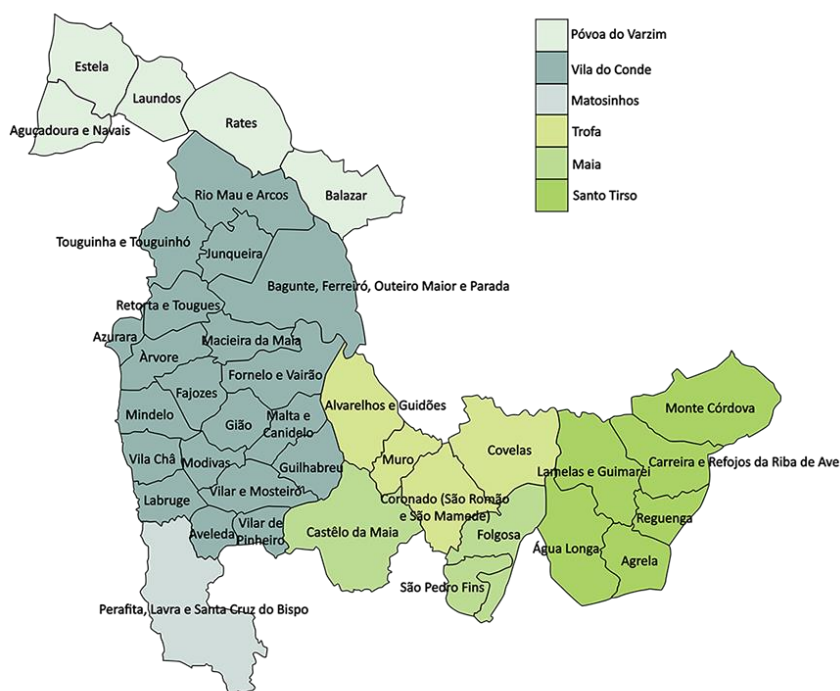 Póvoa do Varzim
Vila do Conde
Matosinhos
Trofa
Maia
Santo Tirso
Estela
Laundos
Aguçadoura e Navais
Rates
Balazar
Rio Mau e Arcos
Touguinha e Touguinhó
Junqueira
Bagunte, Ferreiró, Outeiro Maior e Parada
Retorta e Tougues
Azurara
Macieira da Maia
Àrvore
Fornelo e Vairão
Fajozes
Mindelo
Gião
Malta e
Canidelo
Vila Chã
Modivas
Guilhabreu
Labruge
Vilar e Mosteiró
Aveleda
Vilar de
Pinheiro
Perafita, Lavra e Santa Cruz do Bispo
Alvarelhos e Guidões
Muro
Covelas
Coronado (São Romão
e São Mamede)
Castêlo da Maia
Folgosa
São Pedro Fins
Monte Córdova
Lamelas e Guimarei
Carreira e Refojos da Riba de Ave
Reguenga
Água Longa
Agrela